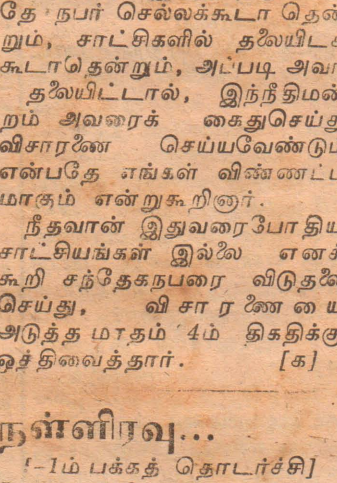 தே நபர் செல்லக்கூடா தென்
றும், சாட்சிகளில் தலையிடக்
கூடாதென்றும், அப்படி அவர்
தலையிட்டால், இந்நீதிமன்
றம் அவரைக் கைதுசெய்து
விசாரணை செய்யவேண்டும்
என்பதே எங்கள் விண்ணப்ப
மாகும் என்றுகூறினார்.
நீதவான் இதுவரைபோதிய
சாட்சியங்கள் இல்லை எனக்
கூறி சந்தேகநபரை விடுதலை
செய்து, விசாரணையை
அடுத்த மாதம் 4ம் திகதிக்கு
ஒத்திவைத்தார். [க]
நள்ளிரவு...
[-1ம் பக்கத் தொடர்ச்சி]